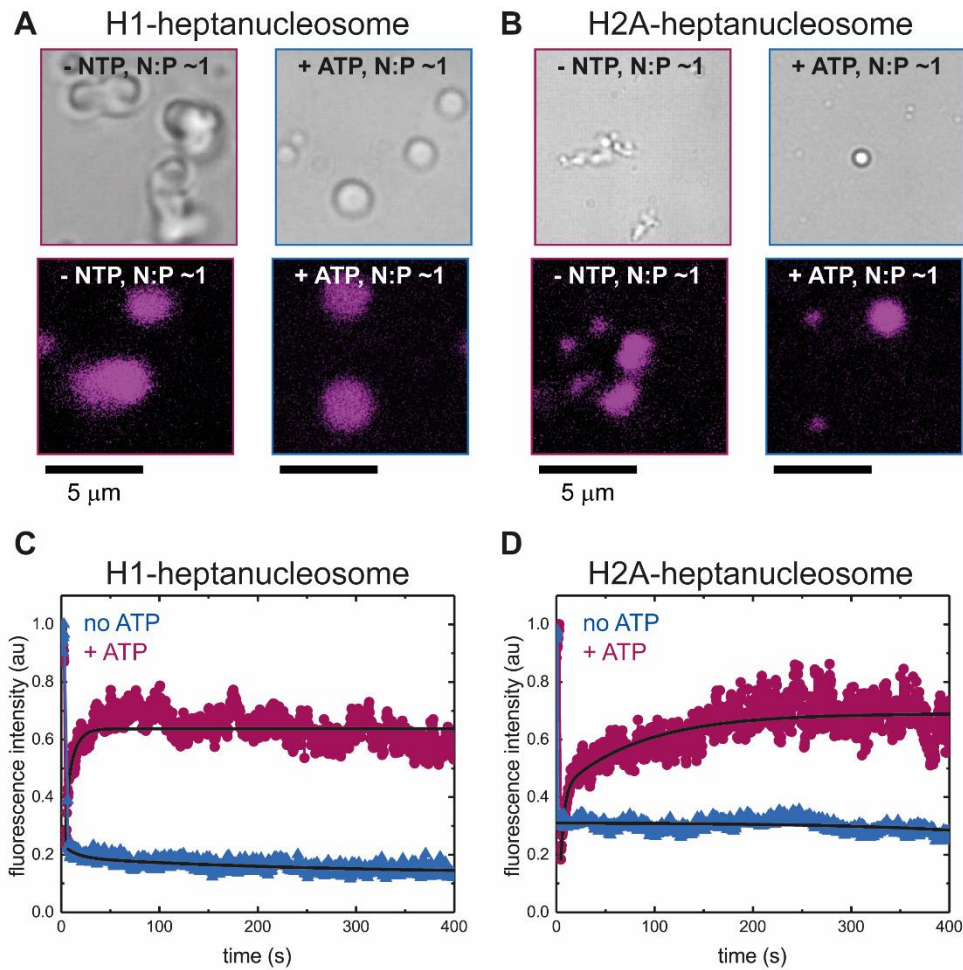 A
H1-heptanucleosome
- NTP, N:P ~1
+ ATP, N:P ~1
- NTP, N:P ~1
+ ATP, N:P ~1
5 μm
B
H2A-heptanucleosome
- NTP, N:P ~1
+ ATP, N:P ~1
- NTP, N:P ~1
+ ATP, N:P ~1
5 μm
C
H1-heptanucleosome
no ATP
+ ATP
fluorescence intensity (au)
1.0
0.8
0.6
0.4
0.2
0.0
0
100
200
300
400
time (s)
D
H2A-heptanucleosome
no ATP
+ ATP
fluorescence intensity (au)
1.0
0.8
0.6
0.4
0.2
0.0
0
100
200
300
400
time (s)